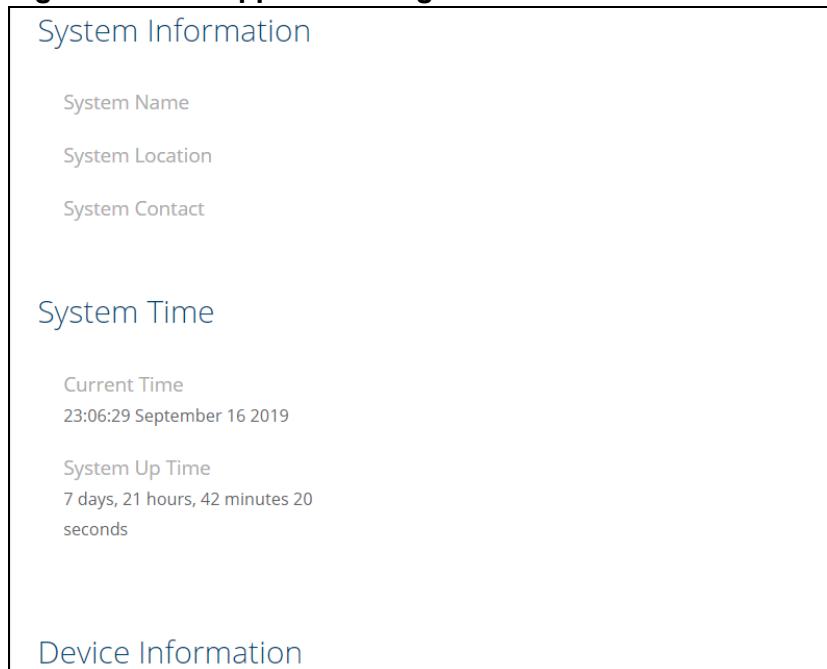 System Information
System Name
System Location
System Contact
System Time
Current Time
23:06:29 September 16 2019
System Up Time
7 days, 21 hours, 42 minutes 20
seconds
Device Information